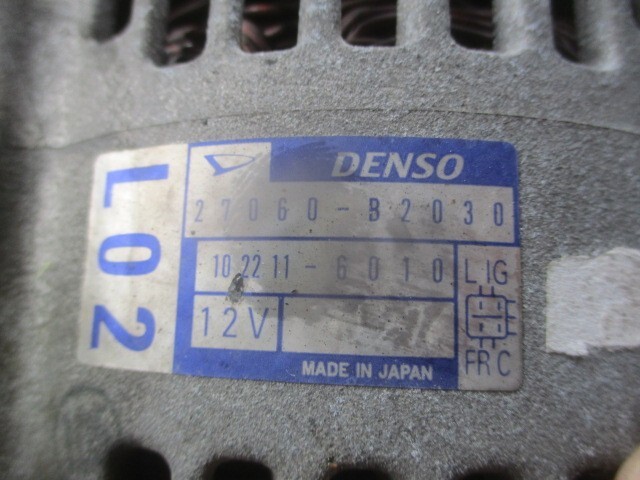 L02
DENSO
27060-B2030
102211-6010
12V
L IG
FR C
MADE IN JAPAN